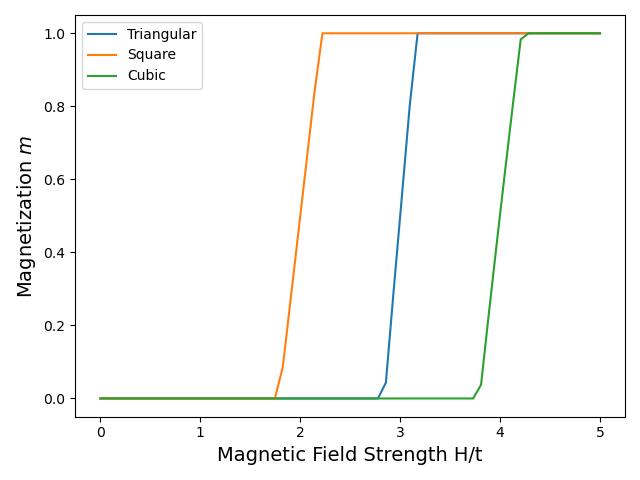 Triangular
Square
Cubic
1.0
0.8
0.6
0.4
0.2
0.0
Magnetization m
0 1 2 3 4 5
Magnetic Field Strength H/t